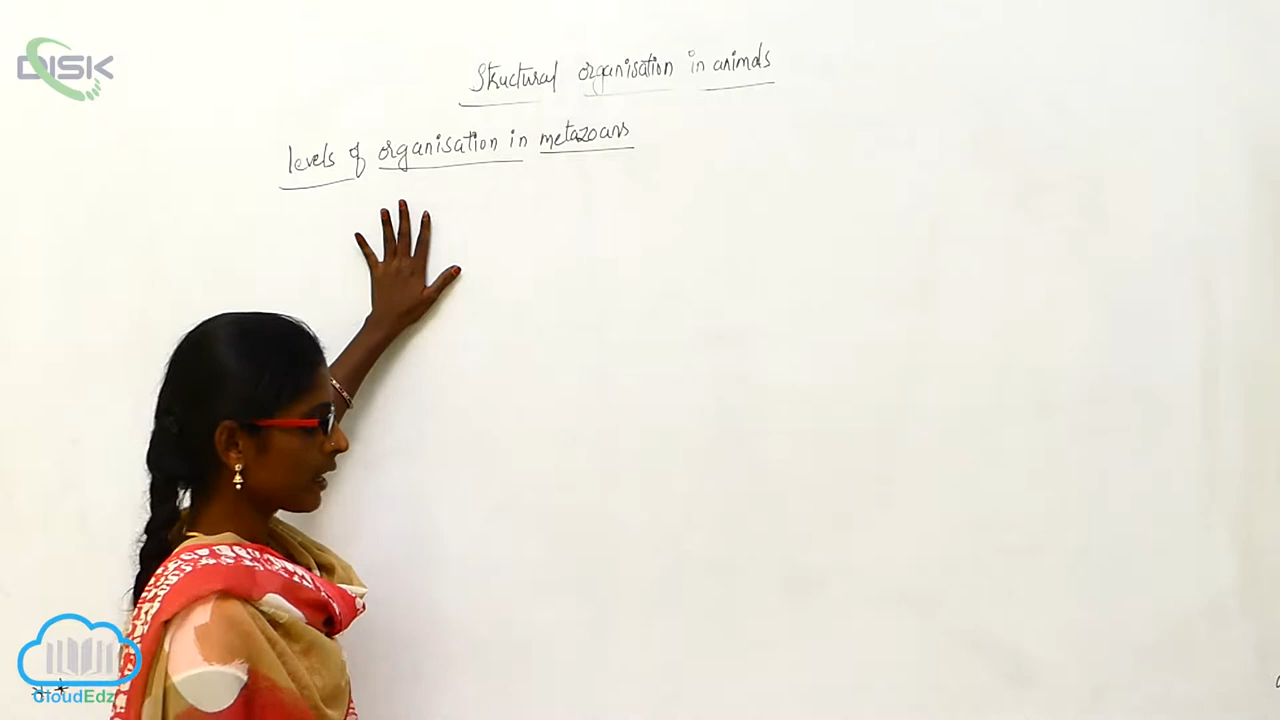 DISK
Structural organisation in animals
levels of organisation in metazoans
CloudEdz